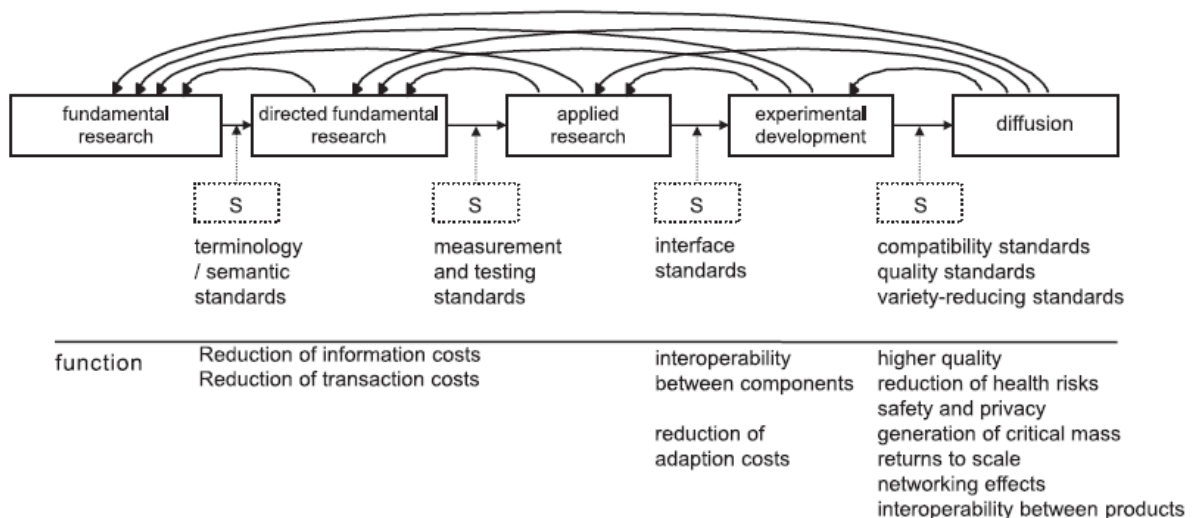 fundamental
research
directed fundamental
research
applied
research
experimental
development
diffusion
S
S
S
S
terminology
/ semantic
standards
measurement
and testing
standards
interface
standards
compatibility standards
quality standards
variety-reducing standards
function
Reduction of information costs
Reduction of transaction costs
interoperability
between components
reduction of
adaption costs
higher quality
reduction of health risks
safety and privacy
generation of critical mass
returns to scale
networking effects
interoperability between products